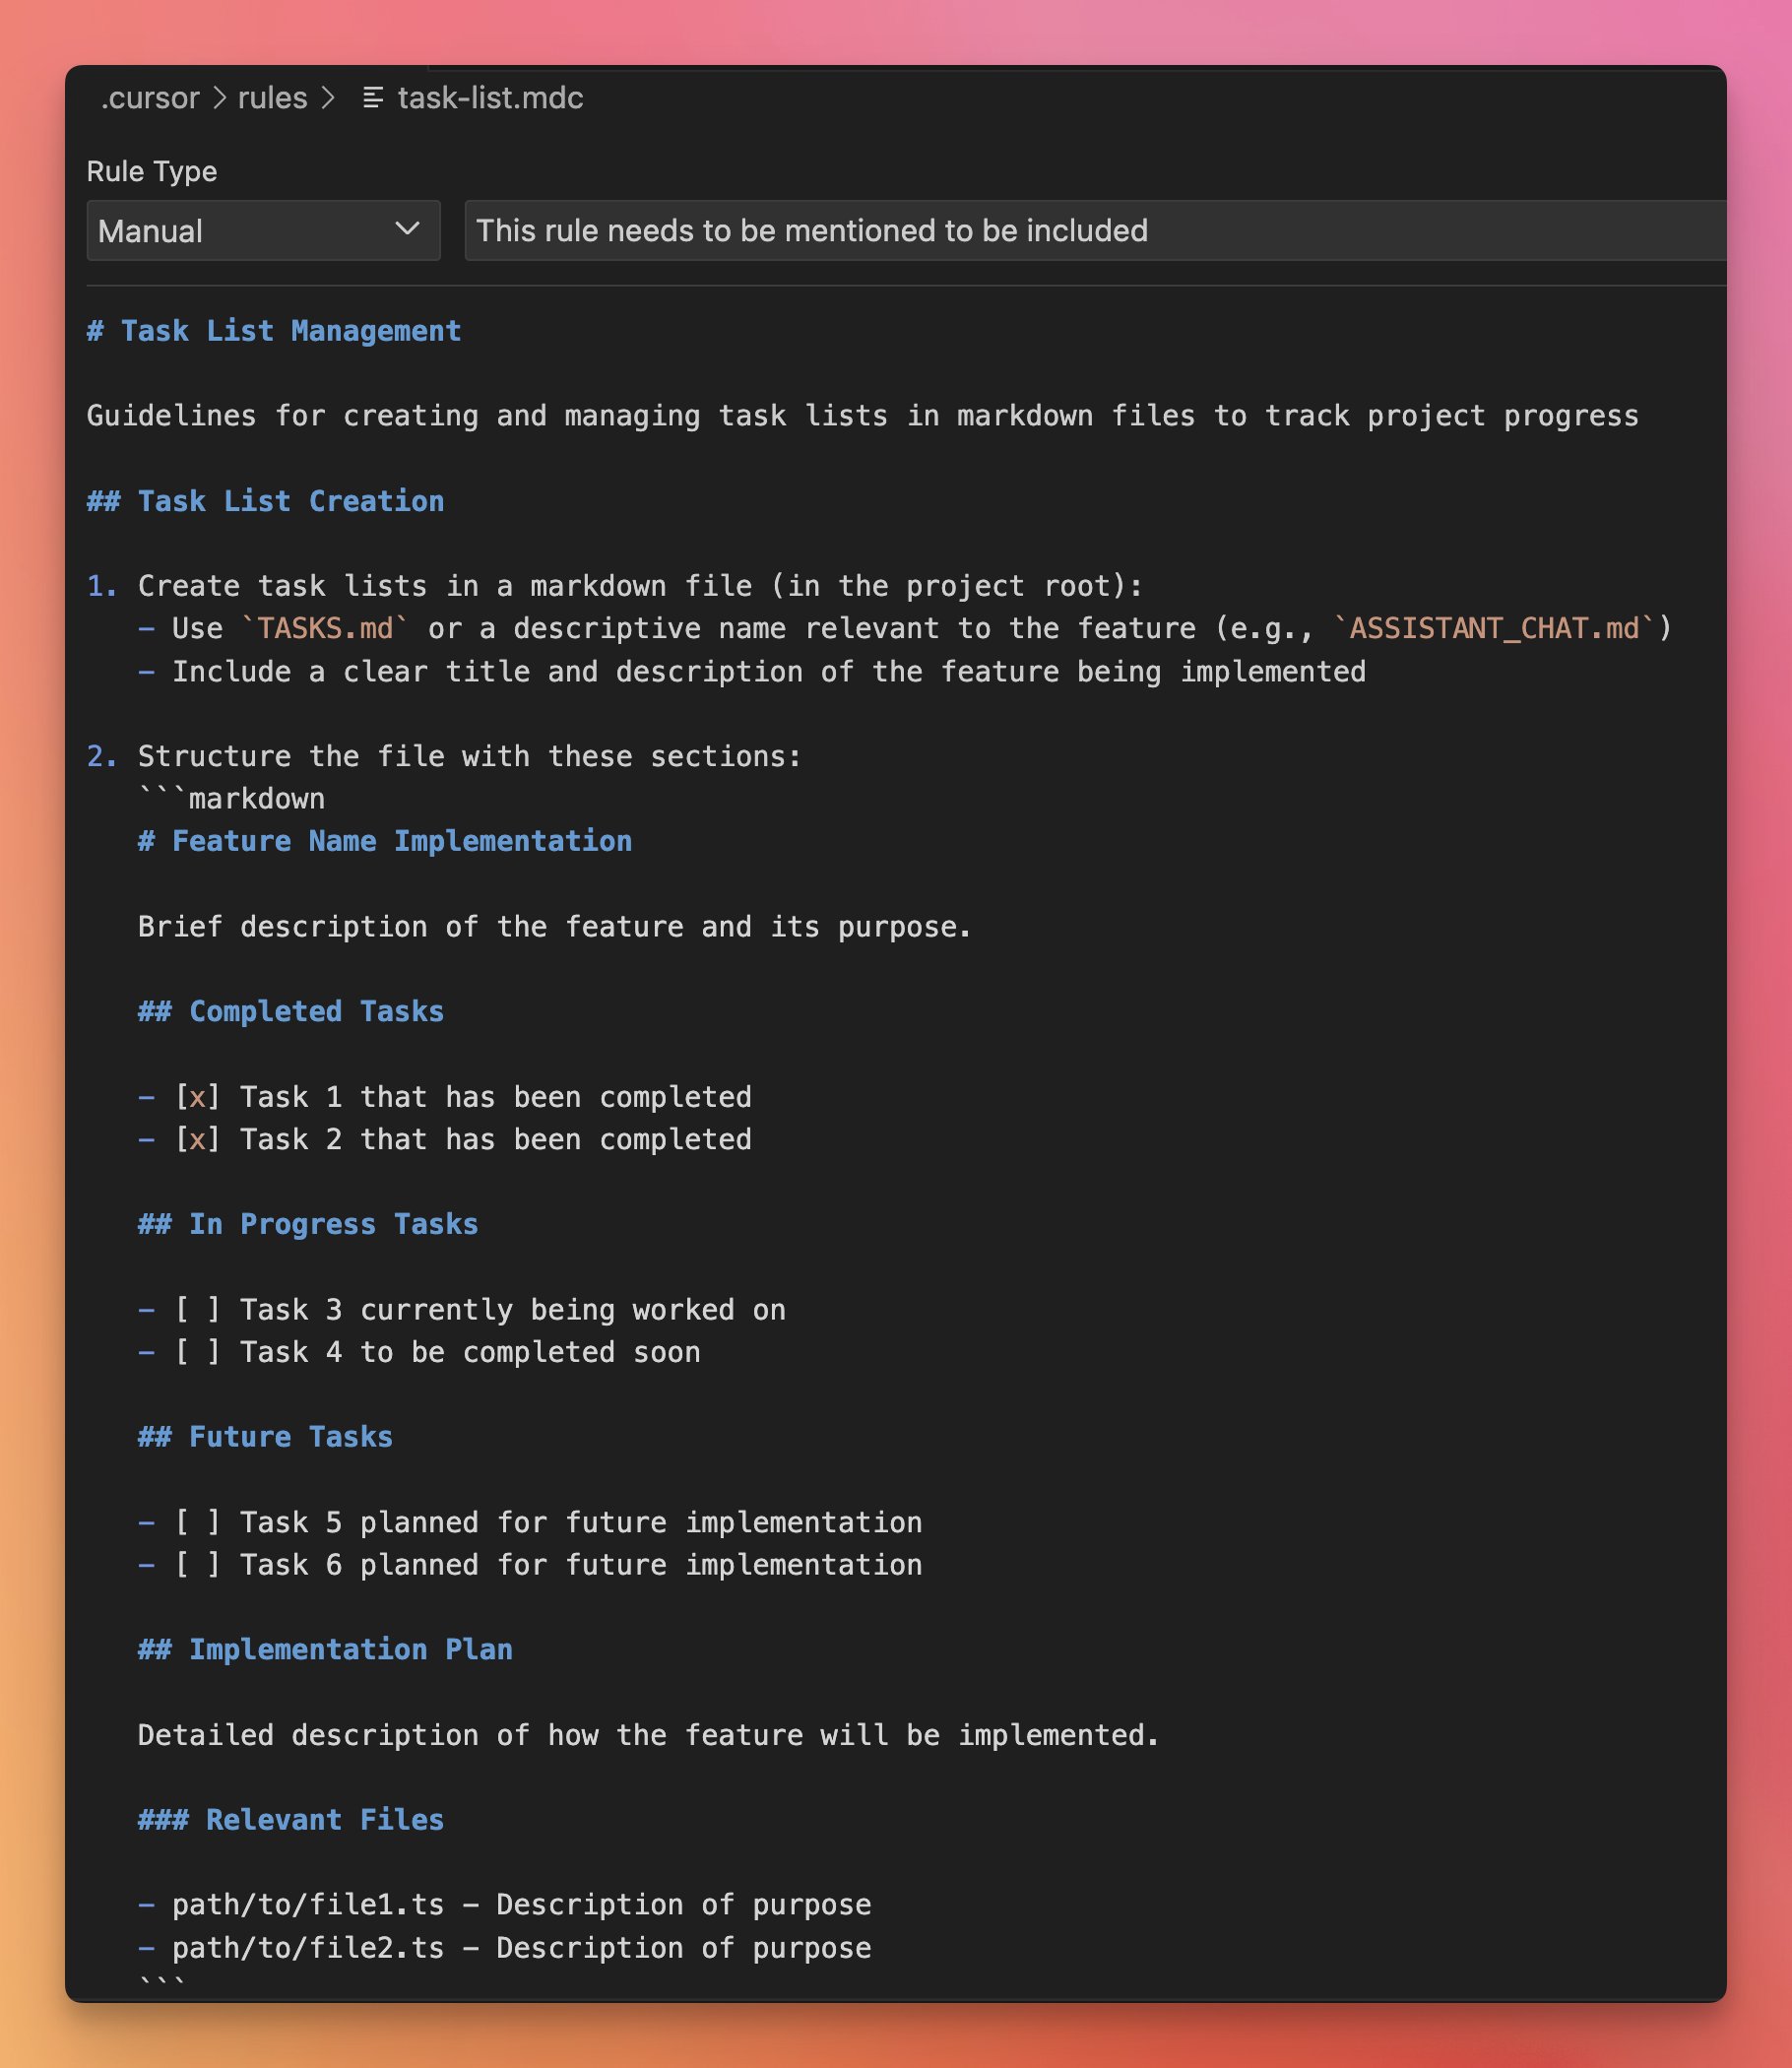 .cursor > rules > task-list.mdc
Rule Type
Manual
This rule needs to be mentioned to be included
# Task List Management
Guidelines for creating and managing task lists in markdown files to track project progress
## Task List Creation
1. Create task lists in a markdown file (in the project root):
- Use `TASKS.md` or a descriptive name relevant to the feature (e.g., `ASSISTANT_CHAT.md`)
- Include a clear title and description of the feature being implemented
2. Structure the file with these sections:
```markdown
# Feature Name Implementation
Brief description of the feature and its purpose.
## Completed Tasks
- [x] Task 1 that has been completed
- [x] Task 2 that has been completed
## In Progress Tasks
- [ ] Task 3 currently being worked on
- [ ] Task 4 to be completed soon
## Future Tasks
- [ ] Task 5 planned for future implementation
- [ ] Task 6 planned for future implementation
## Implementation Plan
Detailed description of how the feature will be implemented.
### Relevant Files
- path/to/file1.ts - Description of purpose
- path/to/file2.ts - Description of purpose
```